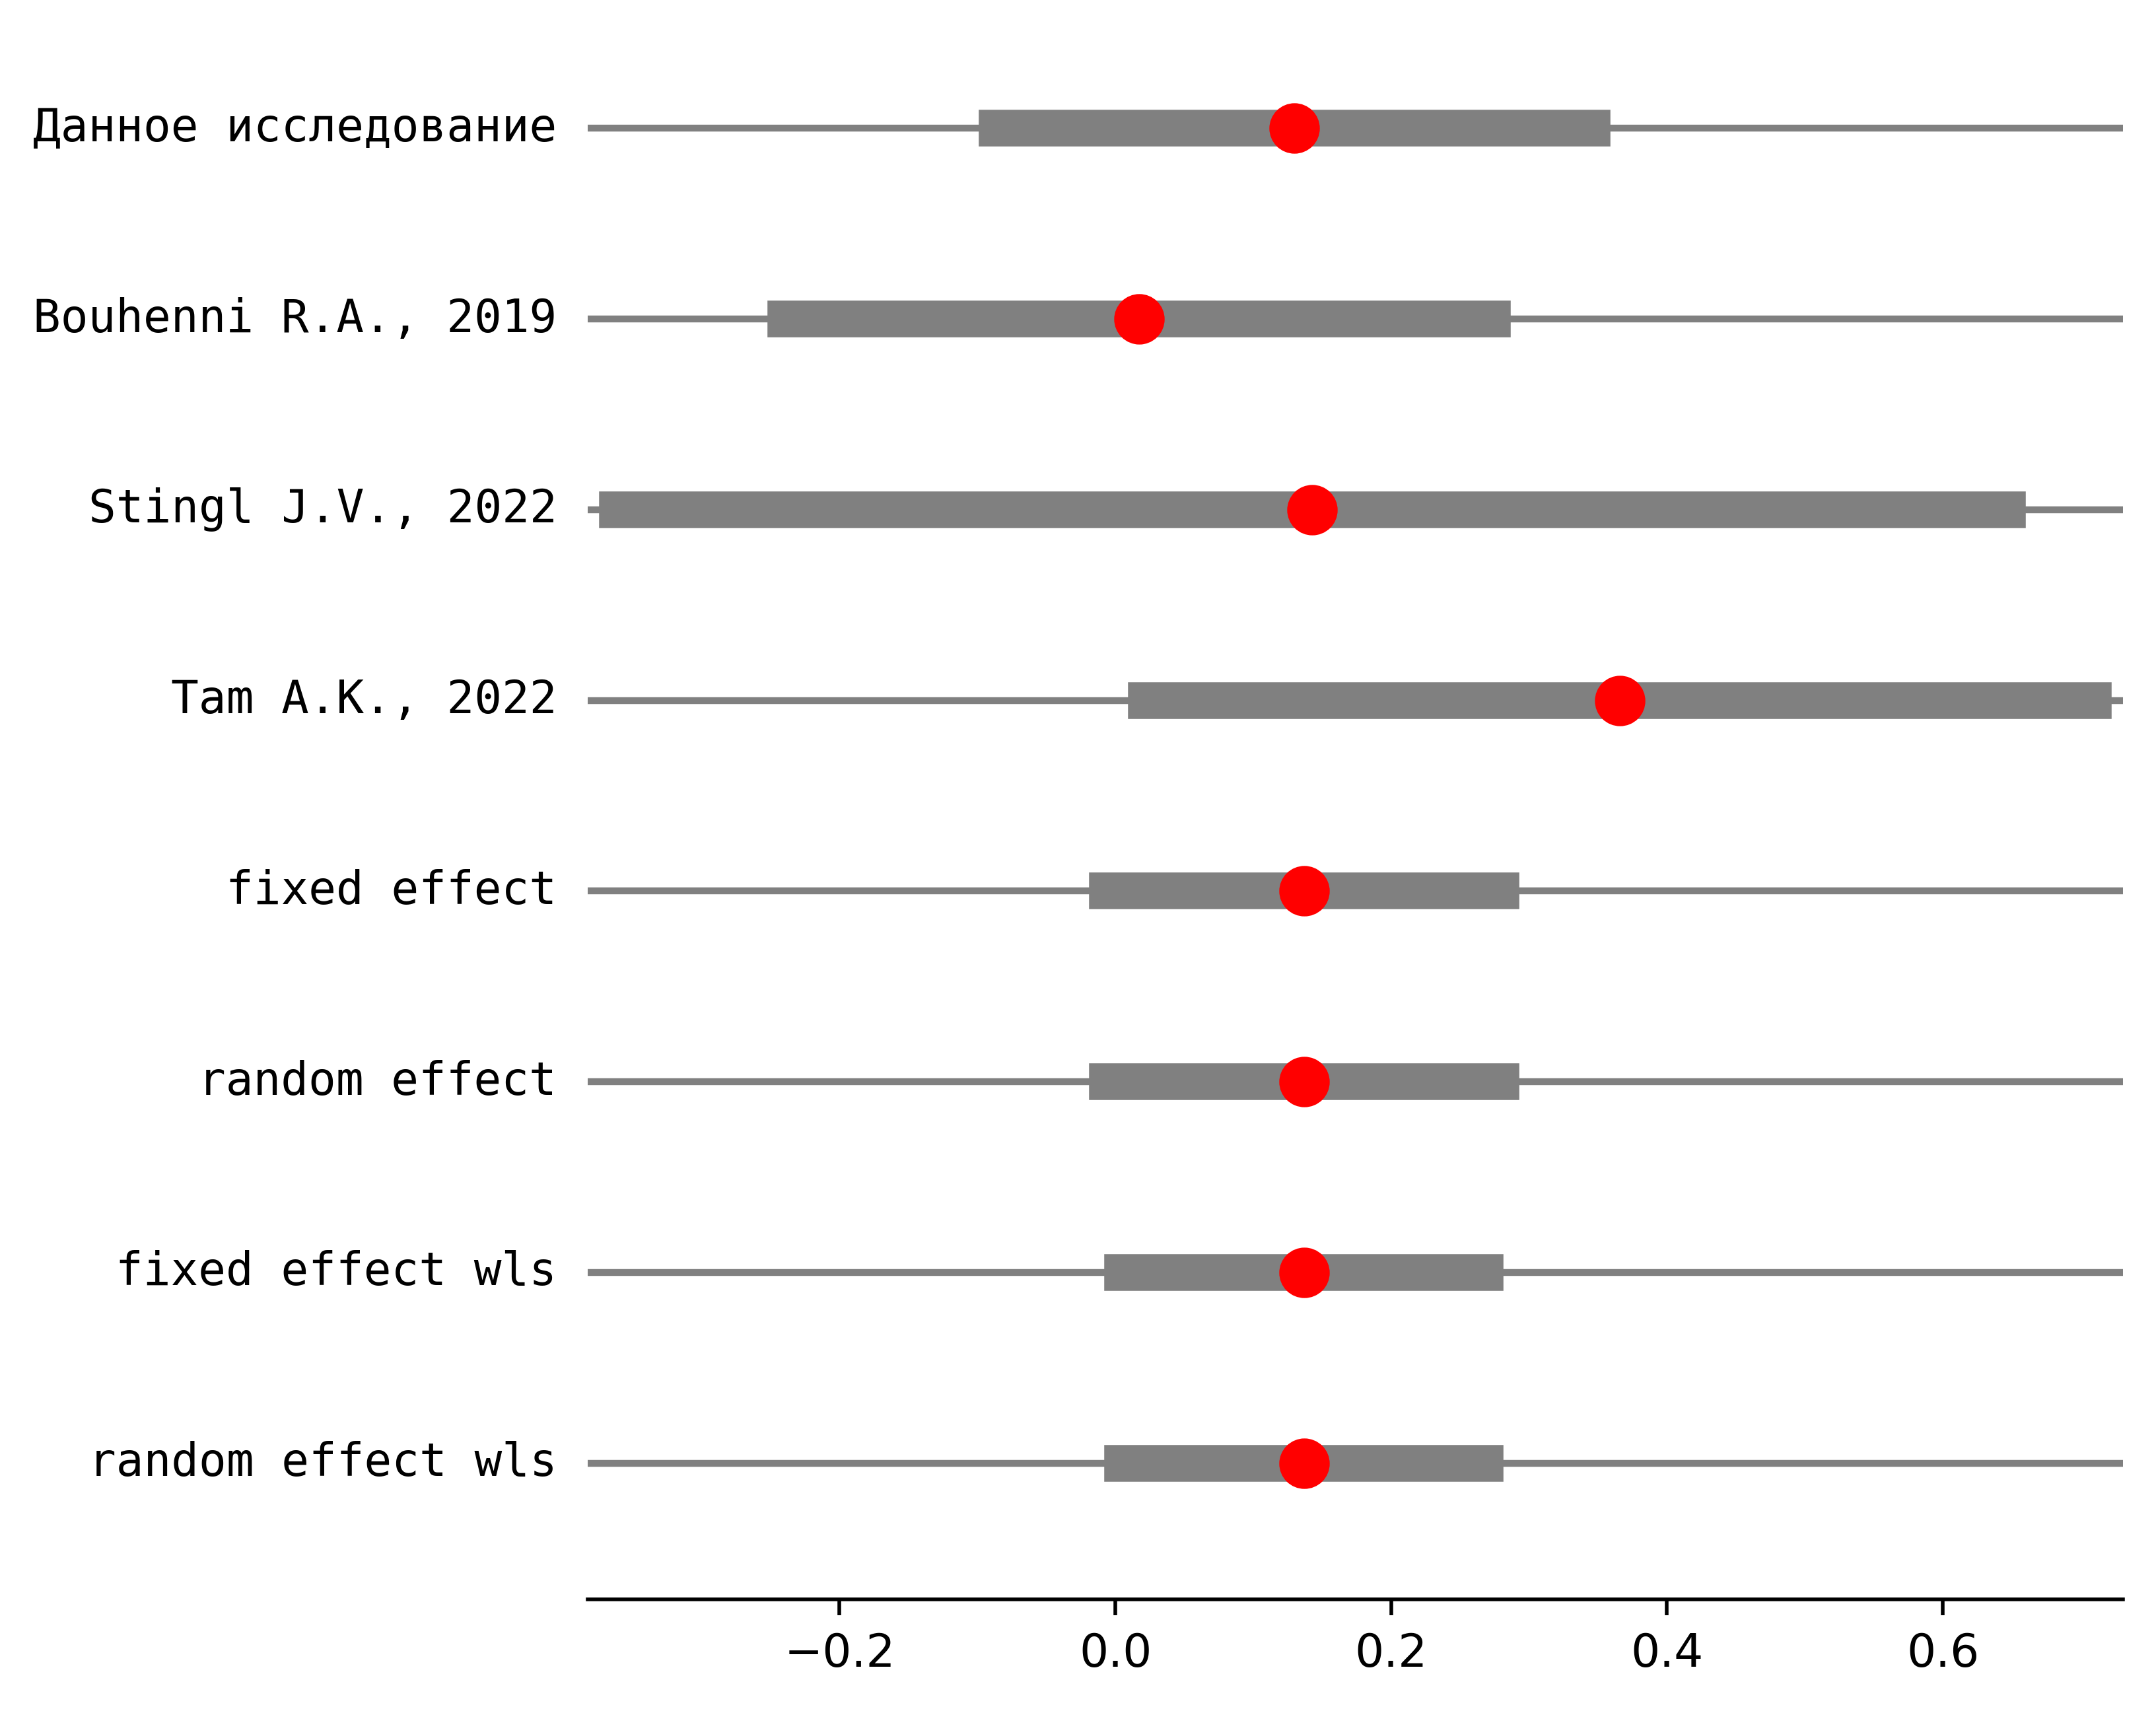 Данное исследование
Bouhenni R.A., 2019
Stingl J.V., 2022
Tam A.K., 2022
fixed effect
random effect
fixed effect wls
random effect wls
−0.2 0.0 0.2 0.4 0.6